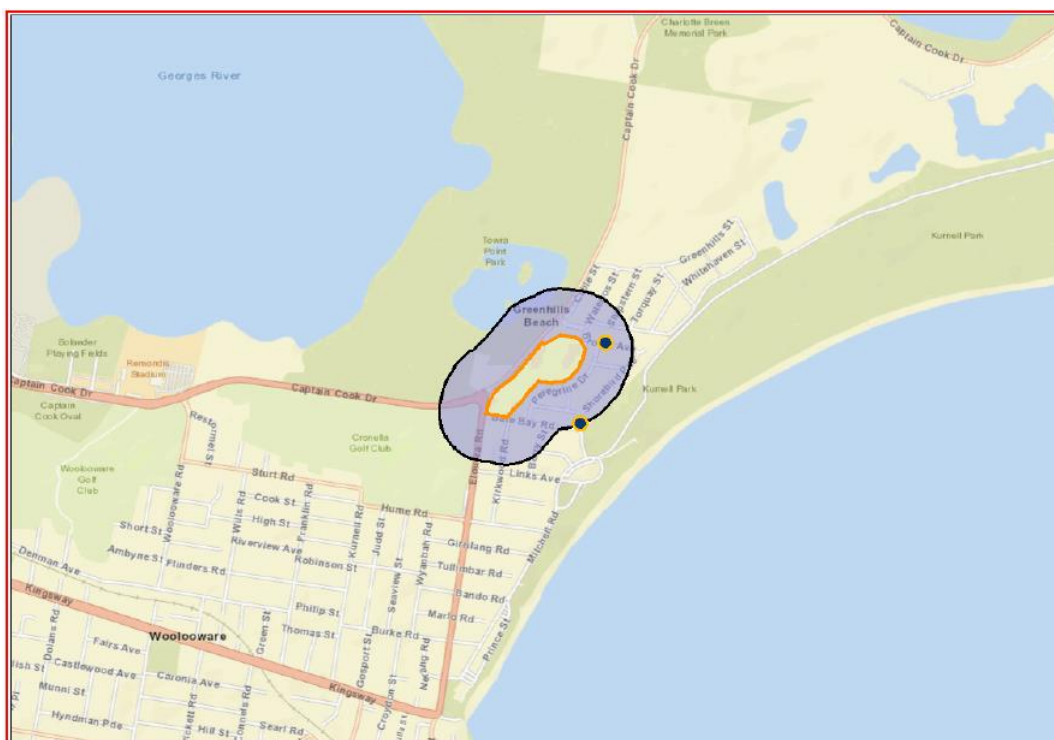 Charlotte Breen
Memorial Park
Captain Cook Dr
Georges River
Captain Cook Dr
Kurnell Park
Towra
Point
Park
Greenhills St
Whitehaven St
Torquay St
Greenhills
Beach
Bolander
Playing Fields
Remondis
Stadium
Captain Cook Dr
Captain Cook Dr
Peregrine Dr
Kurnell Park
Captain
Cook Oval
Bate Bay Rd
Elouera Rd
Kirkwood Rd
Links Ave
Cronulla
Golf Club
Woolooware
Golf
Club
Woolooware Rd
Sturt Rd
Wills Rd
Cook St
Franklin Rd
Kurnell Rd
Hume Rd
Mitchell Rd
Short St
High St
Judd St
Girrilang Rd
Riverview Ave
Wyanbah Rd
Ambyne St
Flinders Rd
Robinson St
Seaview St
Tullimbar Rd
Denman Ave
Bando Rd
Kingsway
Philip St
Marlo Rd
Prince St
Dolans Rd
Green St
Woolooware
Thomas St
Burke Rd
Fairs Ave
Gosport St
Castlewood Ave
Caronia Ave
Kingsway
Croydon St
Munni St
Hyndman Pde
Hill St
Searl Rd